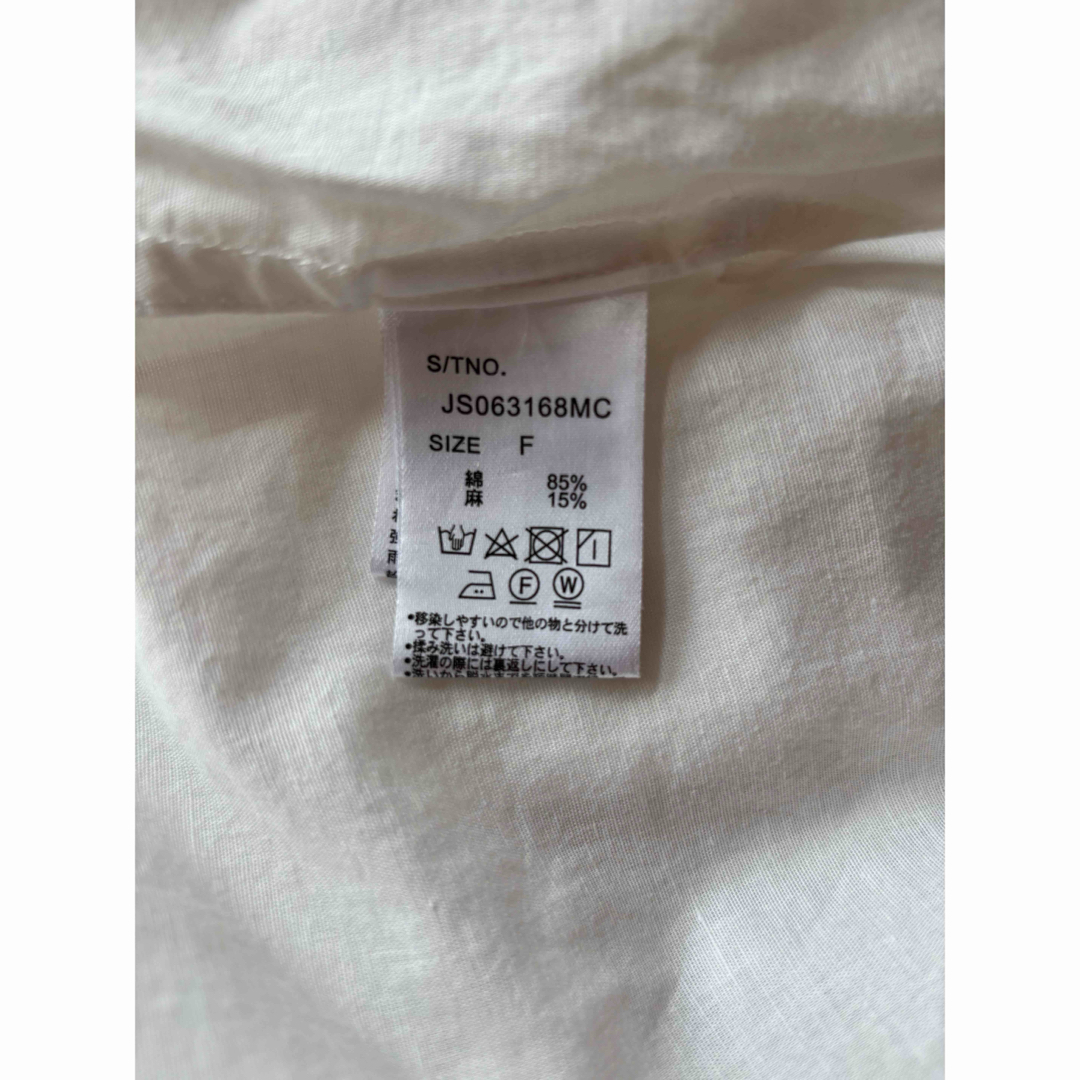 S/TNO.
JS063168MC
SIZE F
綿 85%
麻 15%
F W
•移染しやすいので他の物と分けて洗
って下さい。
•揉み洗いは避けて下さい。
•洗濯の際には裏返しにして下さい。